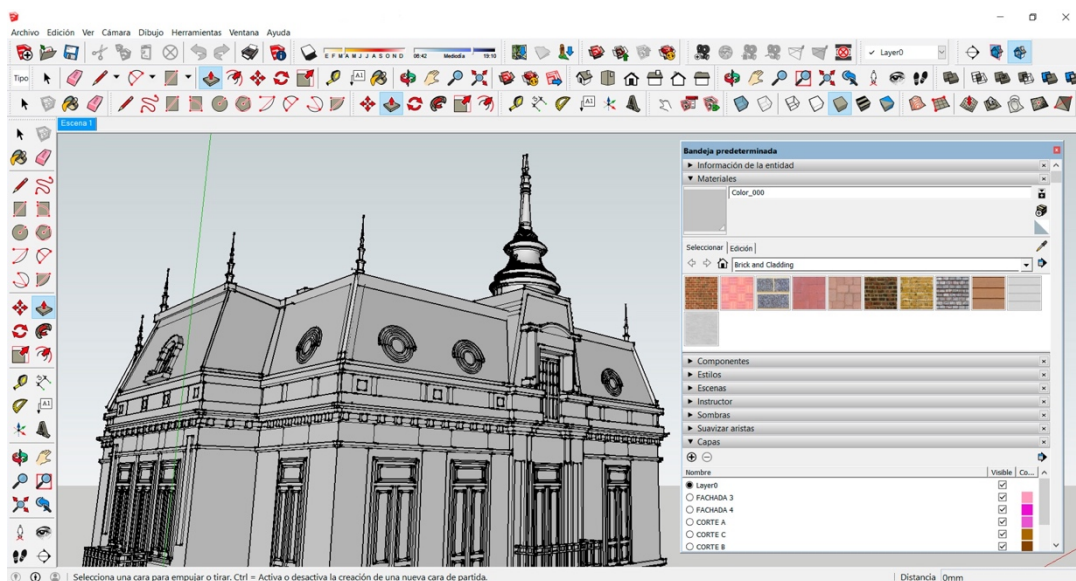 Archivo Edición Ver Cámara Dibujo Herramientas Ventana Ayuda
E F M A M J J A S O N D 08:42 Mediodía 19:10 Layer0
Tipo
Escena 1
Bandeja predeterminada
Información de la entidad
Materiales
Color_000
Seleccionar Edición
Brick and Cladding
Componentes
Estilos
Escenas
Instructor
Sombras
Suavizar aristas
Capas
Nombre Visible Co...
Layer0
FACHADA 3
FACHADA 4
CORTE A
CORTE C
CORTE B
Selecciona una cara para empujar o tirar. Ctrl = Activa o desactiva la creación de una nueva cara de partida. Distancia 0mm